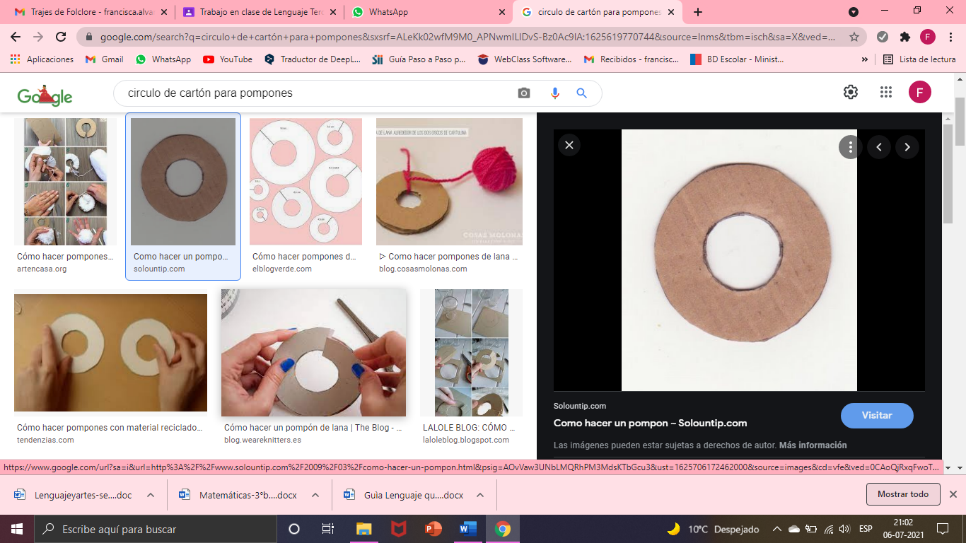 Trajes de Folclore - francisca.alva
Trabajo en clase de Lenguaje Ter
WhatsApp
circulo de cartón para pompones
google.com/search?q=circulo+de+cartón+para+pompones&sxsrf=ALeKk02wfM9M0_APNwmlUDvS-Bz0Ac9IA:1625619770744&source=lnms&tbm=isch&sa=X&ved=...
Aplicaciones
Gmail
WhatsApp
YouTube
Traductor de DeepL...
Guía Paso a Paso p...
WebClass Software...
Recibidos - francisc...
BD Escolar - Minist...
»
Lista de lectura
circulo de cartón para pompones
F
Cómo hacer pompones...
artencasa.org
Como hacer un pompo...
solountip.com
Cómo hacer pompones d...
elblogverde.com
COSAS MOLONAS
▷ Como hacer pompones de lana ...
blog.cosasmolonas.com
Cómo hacer pompones con material reciclado...
tendenzias.com
Cómo hacer un pompón de lana | The Blog - ...
blog.weareknitters.es
LALOLE BLOG: CÓMO ...
laloleblog.blogspot.com
Solountip.com
Como hacer un pompon – Solountip.com
Visitar
Las imágenes pueden estar sujetas a derechos de autor. Más información
https://www.google.com/url?sa=i&url=http%3A%2F%2Fwww.solountip.com%2F2009%2F03%2Fcomo-hacer-un-pompon.html&psig=AOvVaw3UNbLMQRhPM3MdsKTbGcu3&ust=1625706172462000&source=images&cd=vfe&ved=0CAoQjRxqFwoT...
Lenguajeyartes-se....doc
Matemáticas-3°b....docx
Guia Lenguaje qu....docx
Mostrar todo
Escribe aquí para buscar
10°C Despejado
ESP
21:02
06-07-2021